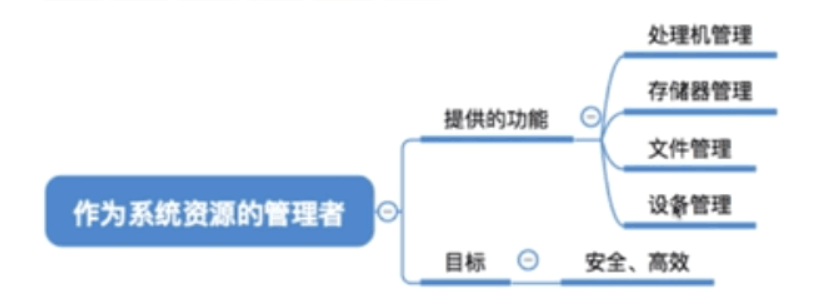 作为系统资源的管理者
提供的功能
处理机管理
存储器管理
文件管理
设备管理
目标
安全、高效